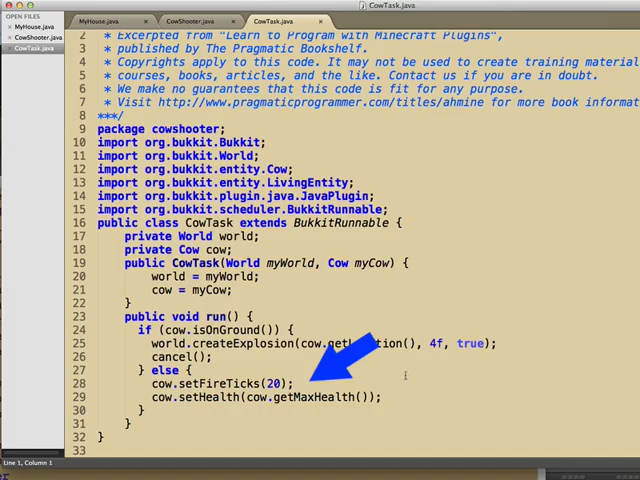 CowTask.java
OPEN FILES
MyHouse.java
CowShooter.java
CowTask.java
MyHouse.java
CowShooter.java
CowTask.java
2 * Excerpted from "Learn to Program with Minecraft Plugins",
3 * published by The Pragmatic Bookshelf.
4 * Copyrights apply to this code. It may not be used to create training material
5 * courses, books, articles, and the like. Contact us if you are in doubt.
6 * We make no guarantees that this code is fit for any purpose.
7 * Visit http://www.pragmaticprogrammer.com/titles/ahmine for more book informat
8 ***/
9 package cowshooter;
10 import org.bukkit.Bukkit;
11 import org.bukkit.World;
12 import org.bukkit.entity.Cow;
13 import org.bukkit.entity.LivingEntity;
14 import org.bukkit.plugin.java.JavaPlugin;
15 import org.bukkit.scheduler.BukkitRunnable;
16 public class CowTask extends BukkitRunnable {
17 private World world;
18 private Cow cow;
19 public CowTask(World myWorld, Cow myCow) {
20 world = myWorld;
21 cow = myCow;
22 }
23 public void run() {
24 if (cow.isOnGround()) {
25 world.createExplosion(cow. tion(), 4f, true);
26 cancel();
27 } else {
28 cow.setFireTicks(20);
29 cow.setHealth(cow.getMaxHealth());
30 }
31 }
32 }
33
Line 1, Column 1